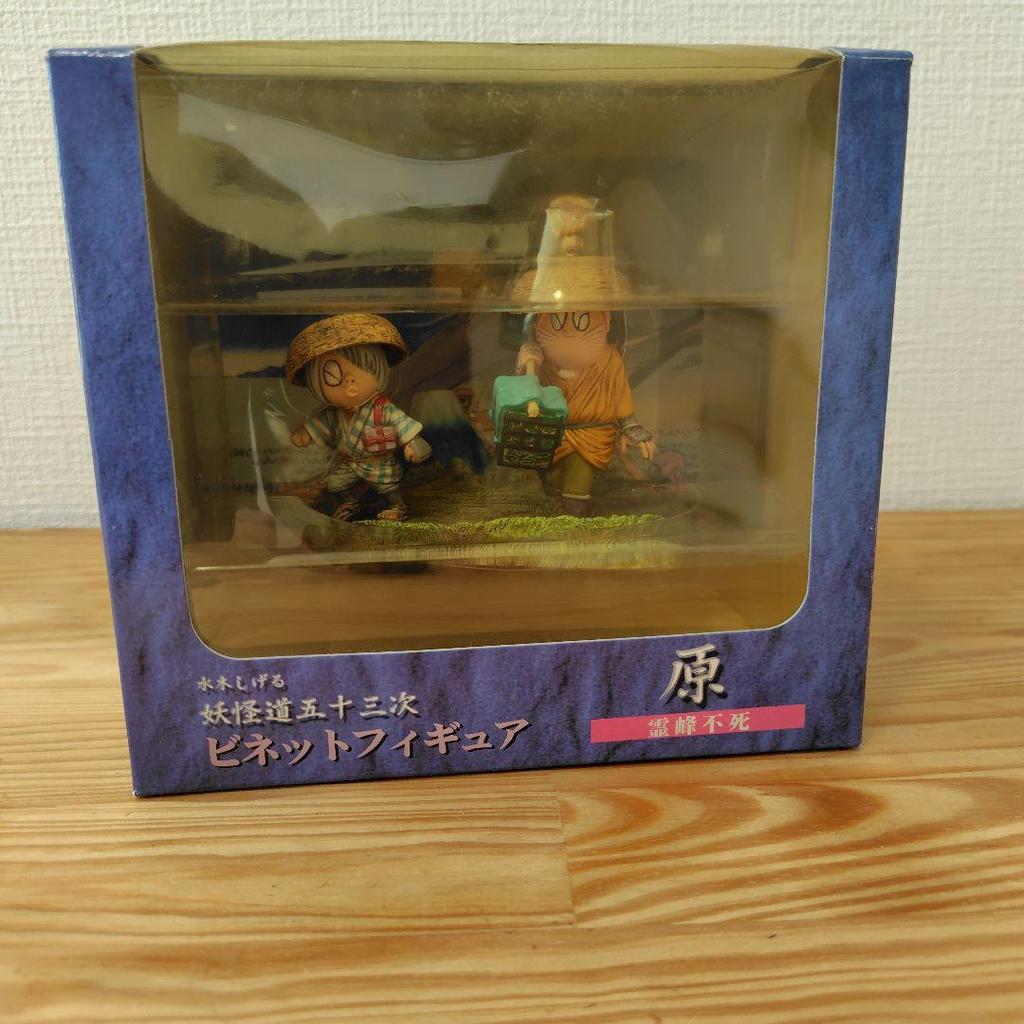 水木しげる
妖怪道五十三次
ビネットフィギュア
原
霊峰不死